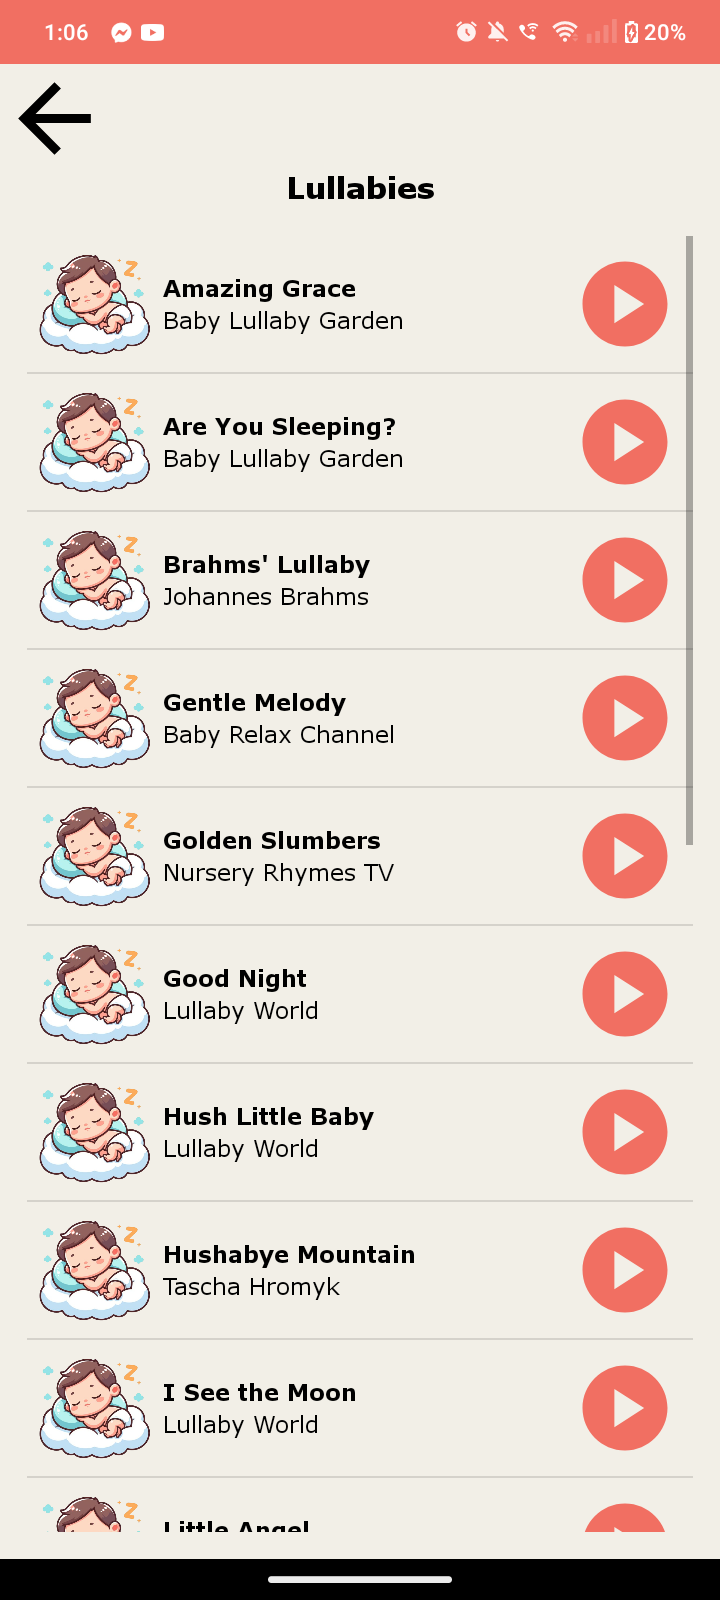 1:06
20%
Lullabies
Amazing Grace
Baby Lullaby Garden
Are You Sleeping?
Baby Lullaby Garden
Brahms' Lullaby
Johannes Brahms
Gentle Melody
Baby Relax Channel
Golden Slumbers
Nursery Rhymes TV
Good Night
Lullaby World
Hush Little Baby
Lullaby World
Hushabye Mountain
Tascha Hromyk
I See the Moon
Lullaby World
Little Angel